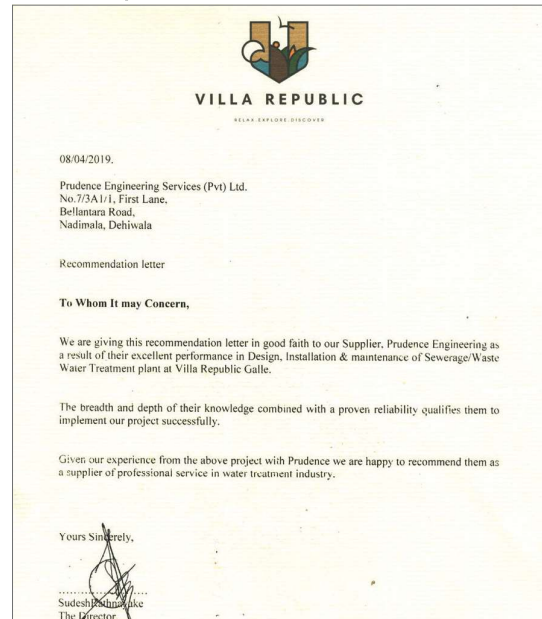 VILLA REPUBLIC
RELAX.EXPLORE.DISCOVER
08/04/2019.
Prudence Engineering Services (Pvt) Ltd.
No.7/3A1/1, First Lane,
Bellantara Road,
Nadimala, Dehiwala
Recommendation letter
To Whom It may Concern,
We are giving this recommendation letter in good faith to our Supplier, Prudence Engineering as
a result of their excellent performance in Design, Installation & maintenance of Sewerage/Waste
Water Treatment plant at Villa Republic Galle.
The breadth and depth of their knowledge combined with a proven reliability qualifies them to
implement our project successfully.
Given our experience from the above project with Prudence we are happy to recommend them as
a supplier of professional service in water treatment industry.
Yours Sincerely,
Sudesh
The Director